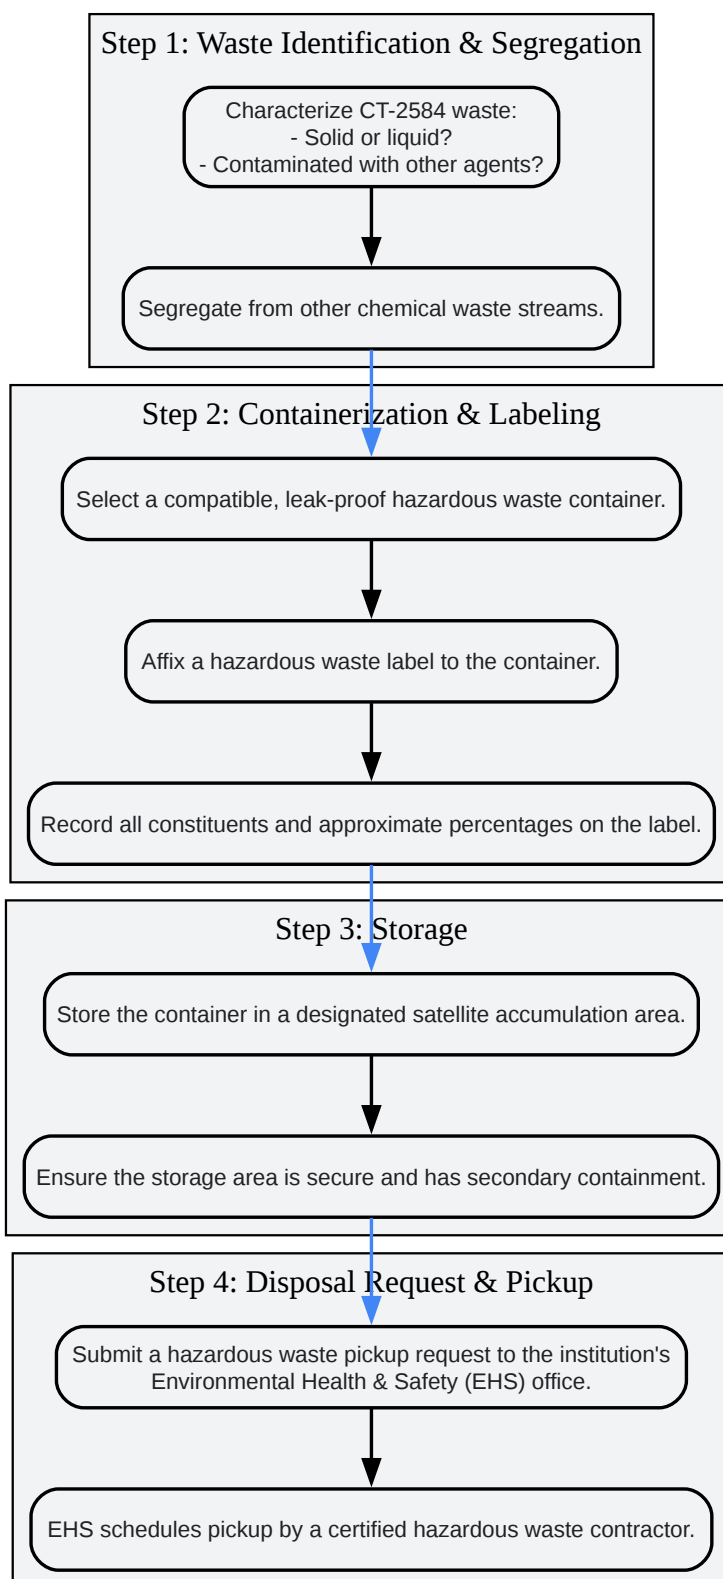 Step 1: Waste Identification & Segregation
Characterize CT-2584 waste:
- Solid or liquid?
- Contaminated with other agents?
Segregate from other chemical waste streams.
Step 2: Containerization & Labeling
Select a compatible, leak-proof hazardous waste container.
Affix a hazardous waste label to the container.
Record all constituents and approximate percentages on the label.
Step 3: Storage
Store the container in a designated satellite accumulation area.
Ensure the storage area is secure and has secondary containment.
Step 4: Disposal Request & Pickup
Submit a hazardous waste pickup request to the institution's
Environmental Health & Safety (EHS) office.
EHS schedules pickup by a certified hazardous waste contractor.